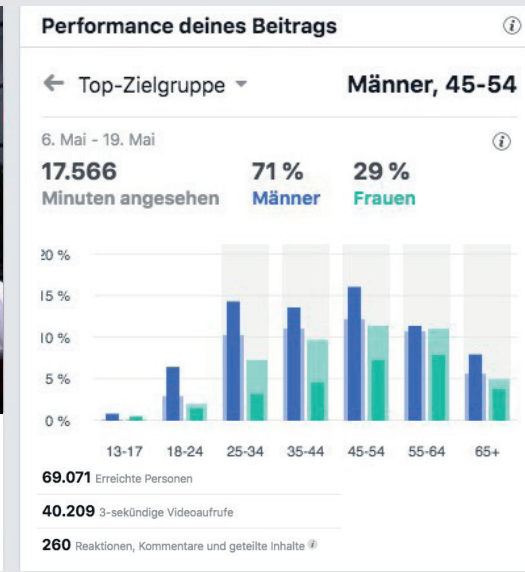 Performance deines Beitrags
Top-Zielgruppe Männer, 45-54
6. Mai - 19. Mai
17.566 71 % 29 %
Minuten angesehen Männer Frauen
20 %
15 %
10 %
5 %
0 %
13-17 18-24 25-34 35-44 45-54 55-64 65+
69.071 Erreichte Personen
40.209 3-sekündige Videoaufrufe
260 Reaktionen, Kommentare und geteilte Inhalte